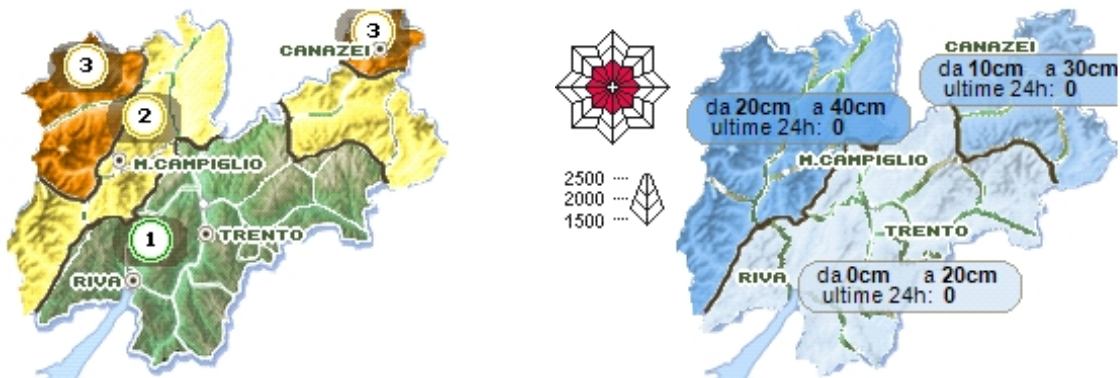 3
3
CANAZEI
2
M.CAMPIGLIO
1
TRENTO
RIVA
2500
2000
1500
CANAZEI
da 10cm a 30cm
ultime 24h: 0
da 20cm a 40cm
ultime 24h: 0
M.CAMPIGLIO
TRENTO
RIVA
da 0cm a 20cm
ultime 24h: 0